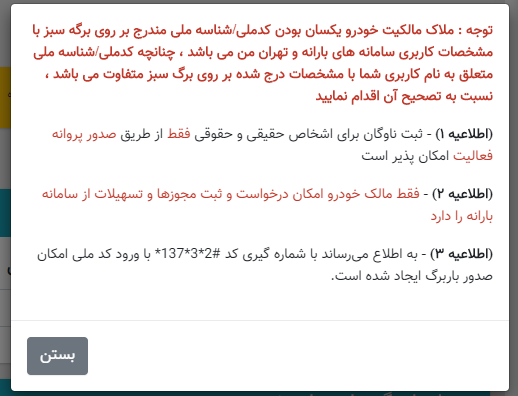 توجه : ملاک مالکیت خودرو یکسان بودن کدملی/شناسه ملی مندرج بر روی برگه سبز با
مشخصات کاربری سامانه های بارانه و تهران من می باشد ، چنانچه کدملی/شناسه ملی
متعلق به نام کاربری شما با مشخصات درج شده بر روی برگ سبز متفاوت می باشد ،
نسبت به تصحیح آن اقدام نمایید
(اطلاعیه ۱) - ثبت ناوگان برای اشخاص حقیقی و حقوقی فقط از طریق صدور پروانه
فعالیت امکان پذیر است
(اطلاعیه ۲) - فقط مالک خودرو امکان درخواست و ثبت مجوزها و تسهیلات از سامانه
بارانه را دارد
(اطلاعیه ۳) - به اطلاع می‌رساند با شماره گیری کد #2*3*137* با ورود کد ملی امکان
صدور باربرگ ایجاد شده است.
بستن